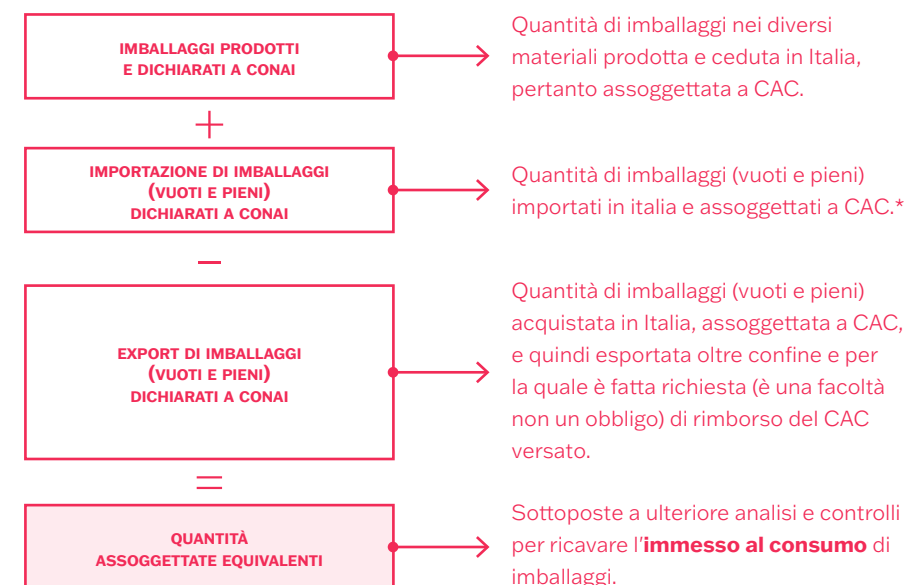 IMBALLAGGI PRODOTTI
E DICHIARATI A CONAI
Quantità di imballaggi nei diversi
materiali prodotta e ceduta in Italia,
pertanto assoggettata a CAC.
+
IMPORTAZIONE DI IMBALLAGGI
(VUOTI E PIENI)
DICHIARATI A CONAI
Quantità di imballaggi (vuoti e pieni)
importati in italia e assoggettati a CAC.*
–
EXPORT DI IMBALLAGGI
(VUOTI E PIENI)
DICHIARATI A CONAI
Quantità di imballaggi (vuoti e pieni)
acquistata in Italia, assoggettata a CAC,
e quindi esportata oltre confine e per
la quale è fatta richiesta (è una facoltà
non un obbligo) di rimborso del CAC
versato.
=
QUANTITÀ
ASSOGGETTATE EQUIVALENTI
Sottoposte a ulteriore analisi e controlli
per ricavare l'immesso al consumo di
imballaggi.